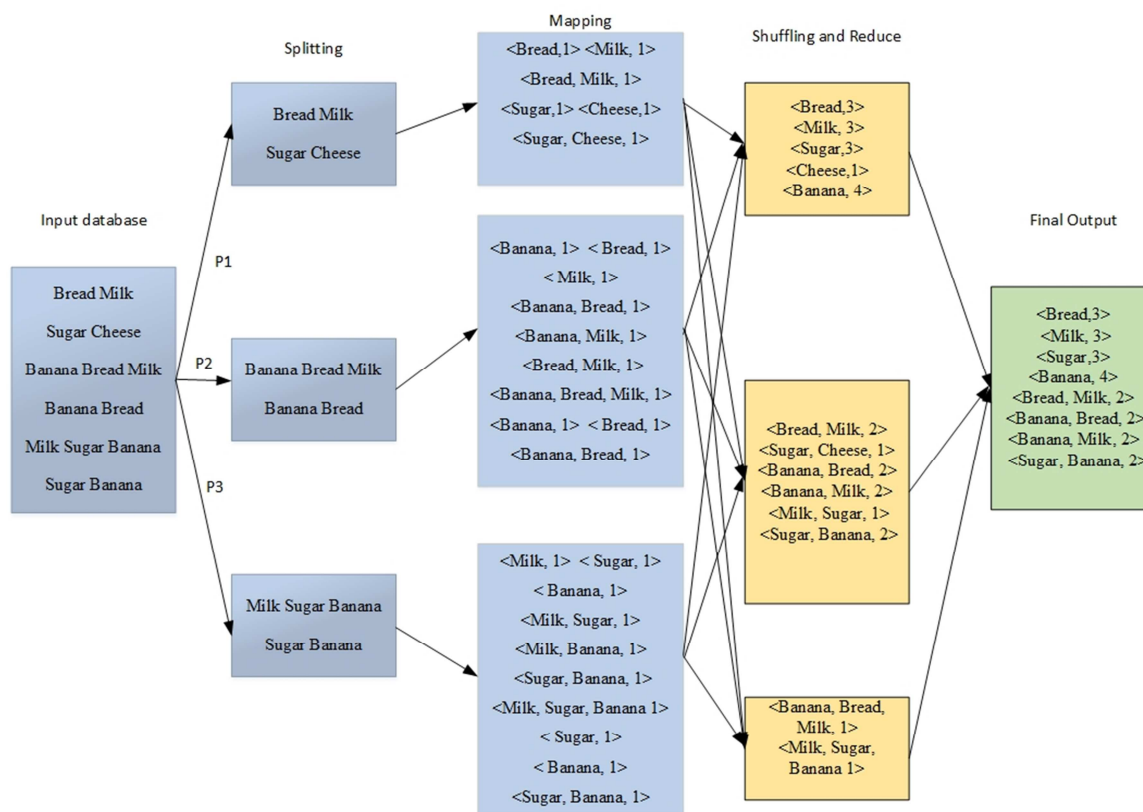 Input database
Bread Milk
Sugar Cheese
Banana Bread Milk
Banana Bread
Milk Sugar Banana
Sugar Banana
P1
P2
P3
Splitting
Bread Milk
Sugar Cheese
Banana Bread Milk
Banana Bread
Milk Sugar Banana
Sugar Banana
Mapping
<Bread,1> <Milk, 1>
<Bread, Milk, 1>
<Sugar,1> <Cheese,1>
<Sugar, Cheese, 1>
<Banana, 1> < Bread, 1>
< Milk, 1>
<Banana, Bread, 1>
<Banana, Milk, 1>
<Bread, Milk, 1>
<Banana, Bread, Milk, 1>
<Banana, 1> < Bread, 1>
<Banana, Bread, 1>
<Milk, 1> < Sugar, 1>
< Banana, 1>
<Milk, Sugar, 1>
<Milk, Banana, 1>
<Sugar, Banana, 1>
<Milk, Sugar, Banana 1>
< Sugar, 1>
< Banana, 1>
<Sugar, Banana, 1>
Shuffling and Reduce
<Bread,3>
<Milk, 3>
<Sugar,3>
<Cheese,1>
<Banana, 4>
<Bread, Milk, 2>
<Sugar, Cheese, 1>
<Banana, Bread, 2>
<Banana, Milk, 2>
<Milk, Sugar, 1>
<Sugar, Banana, 2>
<Banana, Bread,
Milk, 1>
<Milk, Sugar,
Banana 1>
Final Output
<Bread,3>
<Milk, 3>
<Sugar,3>
<Banana, 4>
<Bread, Milk, 2>
<Banana, Bread, 2>
<Banana, Milk, 2>
<Sugar, Banana, 2>